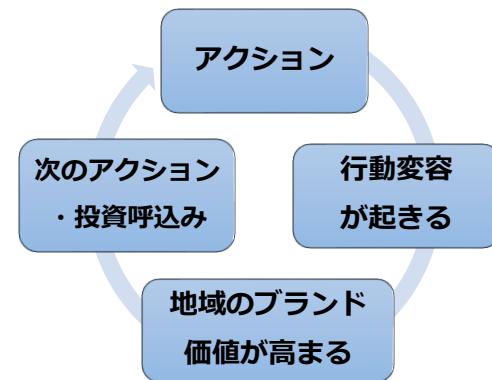 アクション
行動変容
が起きる
地域のブランド
価値が高まる
次のアクション
・投資呼込み